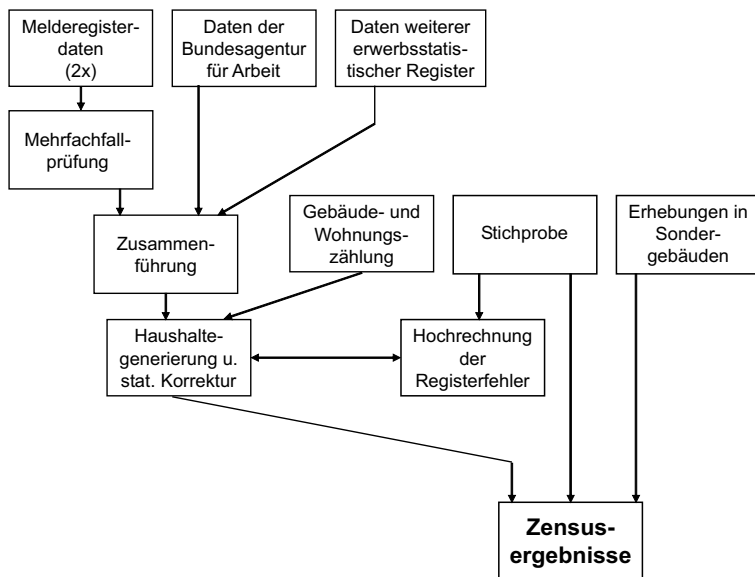 Melderegister-
daten
(2x)
Daten der
Bundesagentur
für Arbeit
Daten weiterer
erwerbsstatis-
tischer Register
Mehrfachfall-
prüfung
Zusammen-
führung
Gebäude- und
Wohnungs-
zählung
Stichprobe
Erhebungen in
Sonder-
gebäuden
Haushalte-
generierung u.
stat. Korrektur
Hochrechnung
der
Registerfehler
Zensus-
ergebnisse